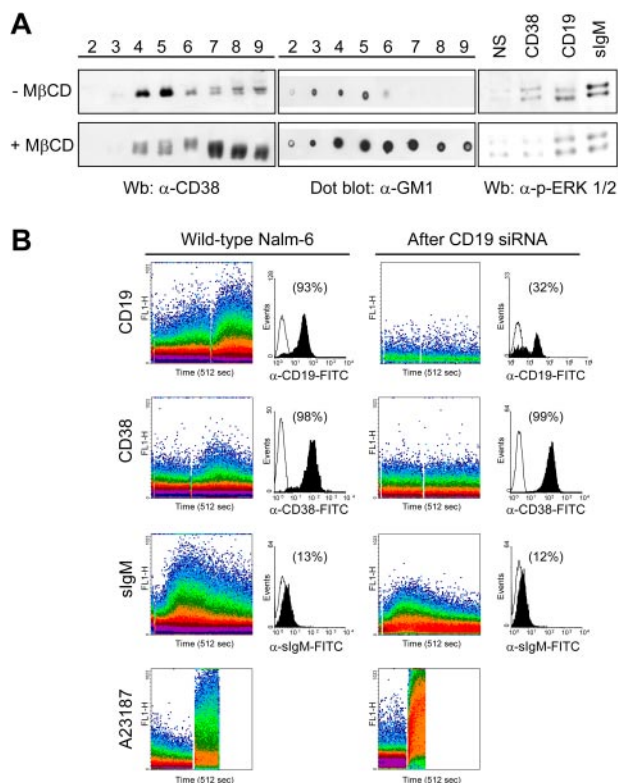 A
2 3 4 5 6 7 8 9
2 3 4 5 6 7 8 9
NS CD38 CD19 sIgM
- MβCD
+ MβCD
Wb: α-CD38
Dot blot: α-GM1
Wb: α-p-ERK 1/2
B
Wild-type Nalm-6
After CD19 siRNA
CD19
FL1-H
Time (512 sec)
Events
(93%)
α-CD19-FITC
FL1-H
Time (512 sec)
Events
(32%)
α-CD19-FITC
CD38
FL1-H
Time (512 sec)
50
Events
(98%)
α-CD38-FITC
FL1-H
Time (512 sec)
64
Events
(99%)
α-CD38-FITC
sIgM
FL1-H
Time (512 sec)
64
Events
(13%)
α-sIgM-FITC
FL1-H
Time (512 sec)
64
Events
(12%)
α-sIgM-FITC
A23187
FL1-H
Time (512 sec)
FL1-H
Time (512 sec)